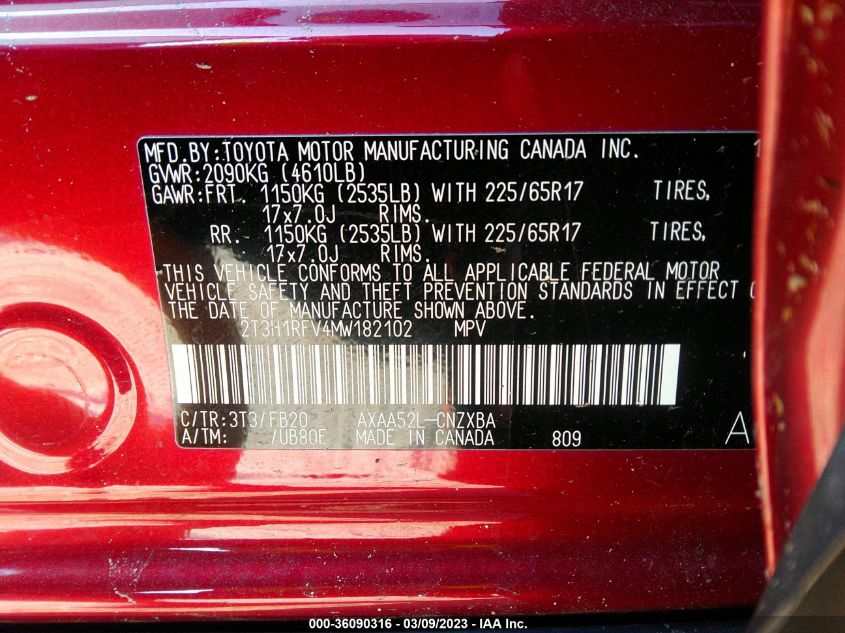 MFD.BY:TOYOTA MOTOR MANUFACTURING CANADA INC. 1
GVWR:2090KG (4610LB)
GAWR:FRT. 1150KG (2535LB) WITH 225/65R17 TIRES,
17x7.0J RIMS.
RR. 1150KG (2535LB) WITH 225/65R17 TIRES,
17x7.0J RIMS.
THIS VEHICLE CONFORMS TO ALL APPLICABLE FEDERAL MOTOR
VEHICLE SAFETY AND THEFT PREVENTION STANDARDS IN EFFECT
THE DATE OF MANUFACTURE SHOWN ABOVE.
2T3H1RFV4MW182102 MPV
C/TR:3T3/FB20 AXAA52L-CNZXBA
A/TM: /UB80E MADE IN CANADA 809 A
000-36090316 - 03/09/2023 - IAA Inc.